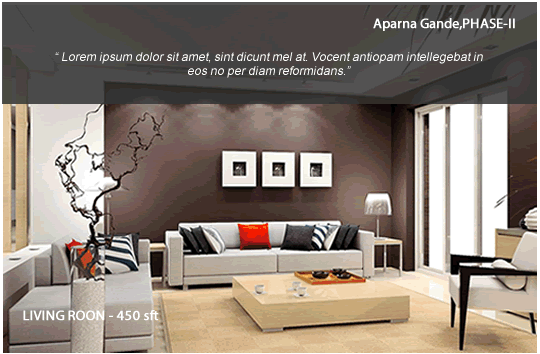 Aparna Gande,PHASE-II
“ Lorem ipsum dolor sit amet, sint dicunt mel at. Vocent antiopam intellegebat in
eos no per diam reformidans.”
LIVING ROON - 450 sft